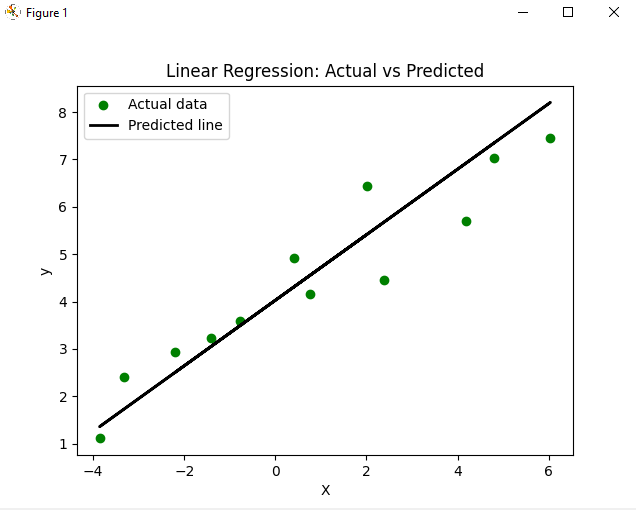 Figure 1
Linear Regression: Actual vs Predicted
Actual data
Predicted line
8
7
6
5
4
3
2
1
y
−4 −2 0 2 4 6
X